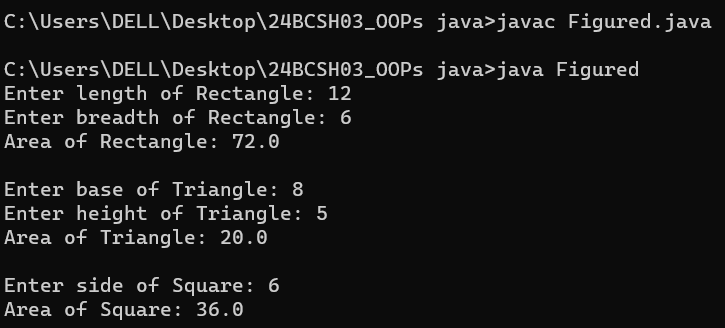 C:\Users\DELL\Desktop\24BCSH03_OOPs java>javac Figured.java
C:\Users\DELL\Desktop\24BCSH03_OOPs java>java Figured
Enter length of Rectangle: 12
Enter breadth of Rectangle: 6
Area of Rectangle: 72.0
Enter base of Triangle: 8
Enter height of Triangle: 5
Area of Triangle: 20.0
Enter side of Square: 6
Area of Square: 36.0